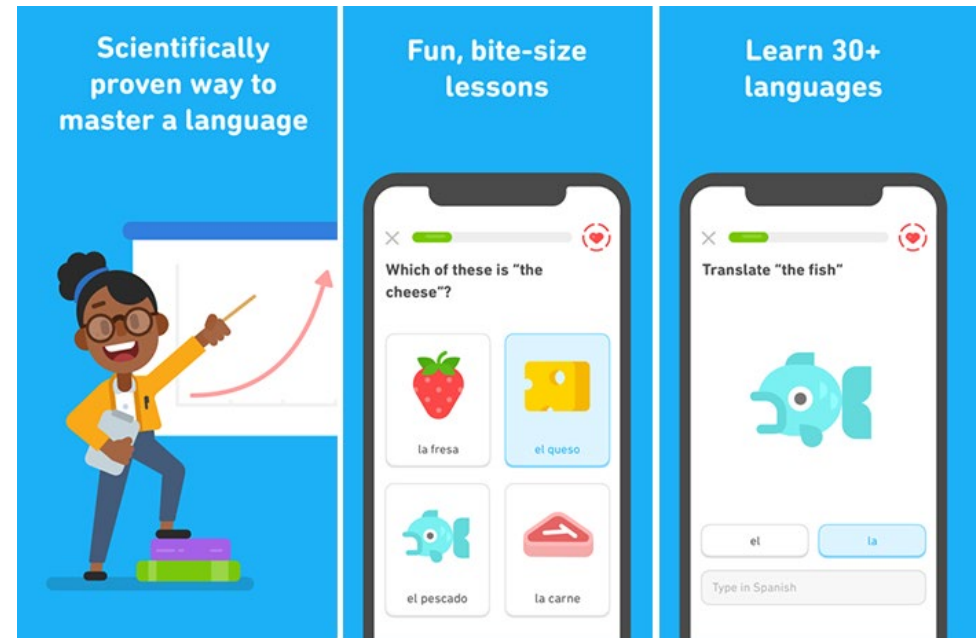 Scientifically
proven way to
master a language
Fun, bite-size
lessons
Which of these is "the
cheese"?
la fresa
el queso
el pescado
la carne
Learn 30+
languages
Translate "the fish"
el
la
Type in Spanish